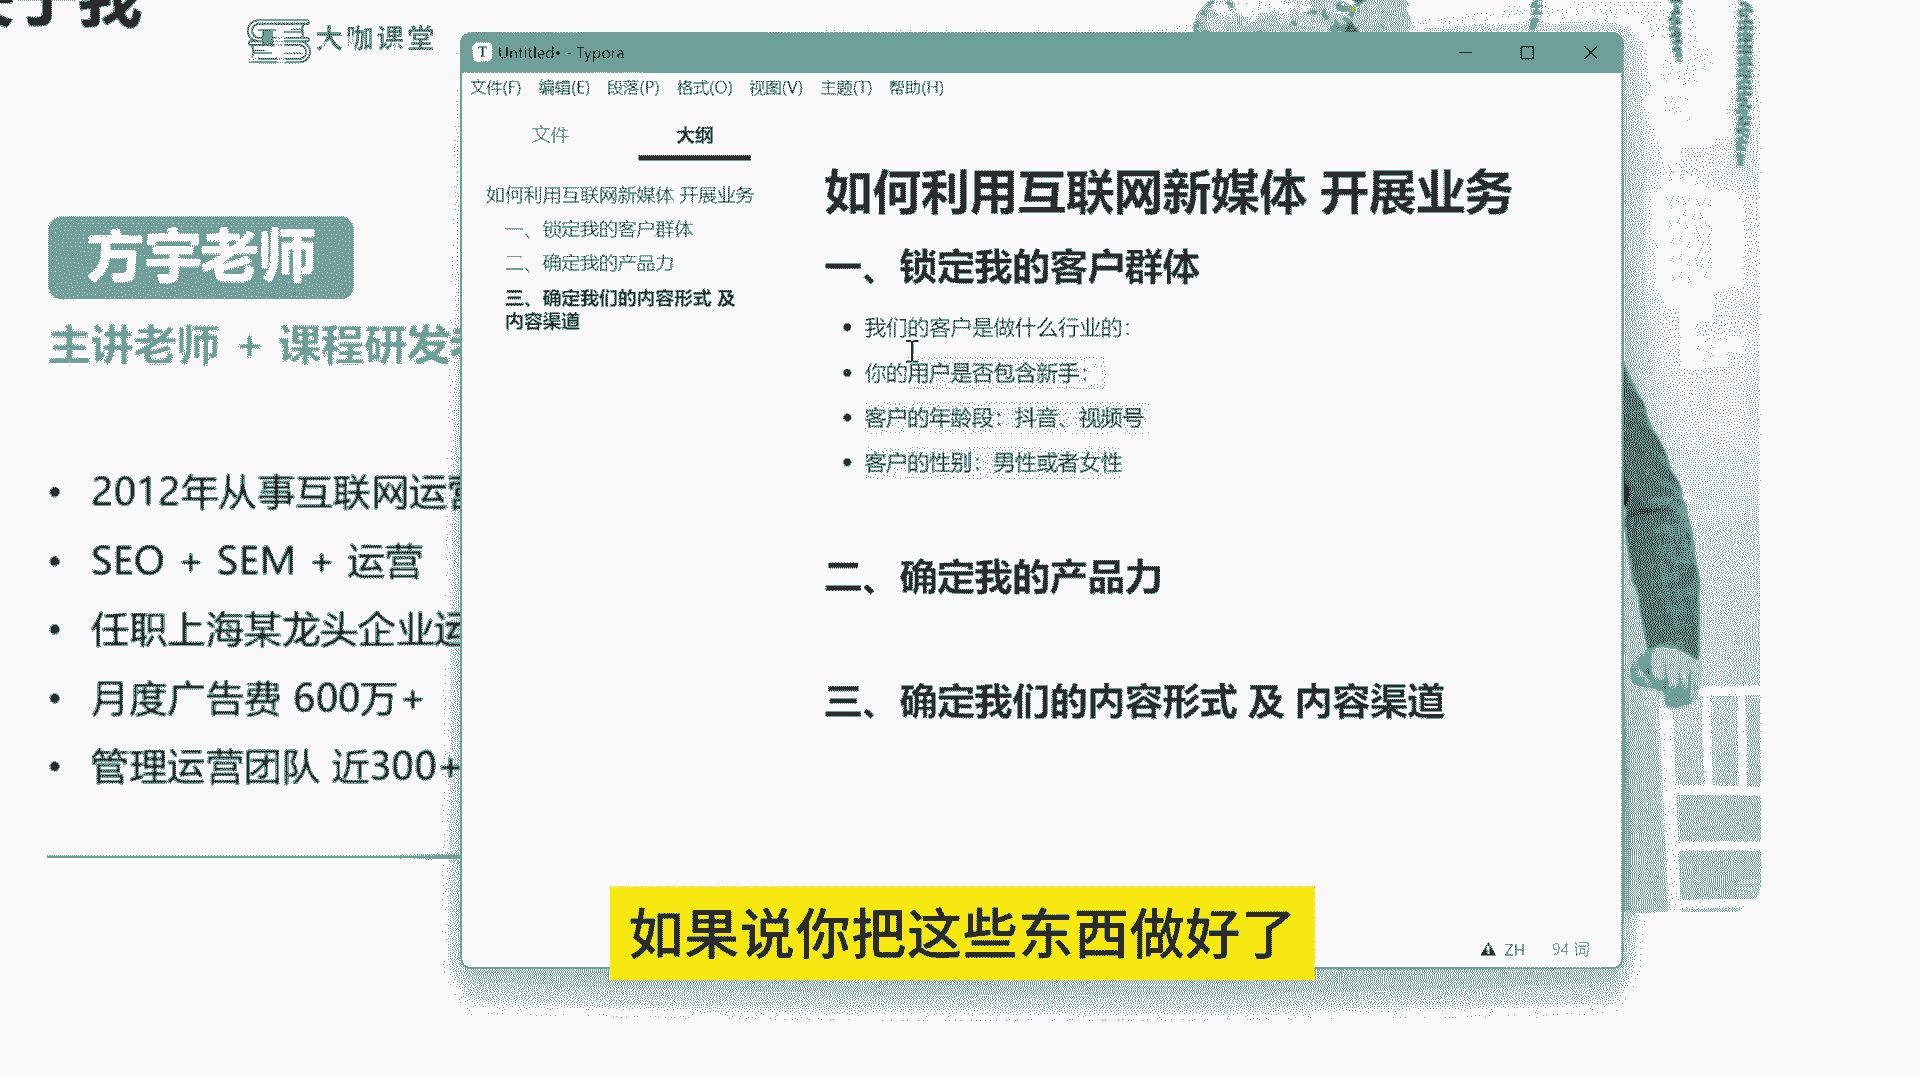 大咖课堂
方宇老师
主讲老师 + 课程研发
2012年从事互联网运营
SEO + SEM + 运营
任职上海某龙头企业运
月度广告费 600万+
管理运营团队 近300+
Untitled• - Typora
文件(F) 编辑(E) 段落(P) 格式(O) 视图(V) 主题(T) 帮助(H)
文件 大纲
如何利用互联网新媒体 开展业务
一、锁定我的客户群体
二、确定我的产品力
三、确定我们的内容形式 及
内容渠道
如何利用互联网新媒体 开展业务
一、锁定我的客户群体
我们的客户是做什么行业的：
你的用户是否包含新手：
客户的年龄段：抖音、视频号
客户的性别：男性或者女性
二、确定我的产品力
三、确定我们的内容形式 及 内容渠道
如果说你把这些东西做好了
ZH 94 词